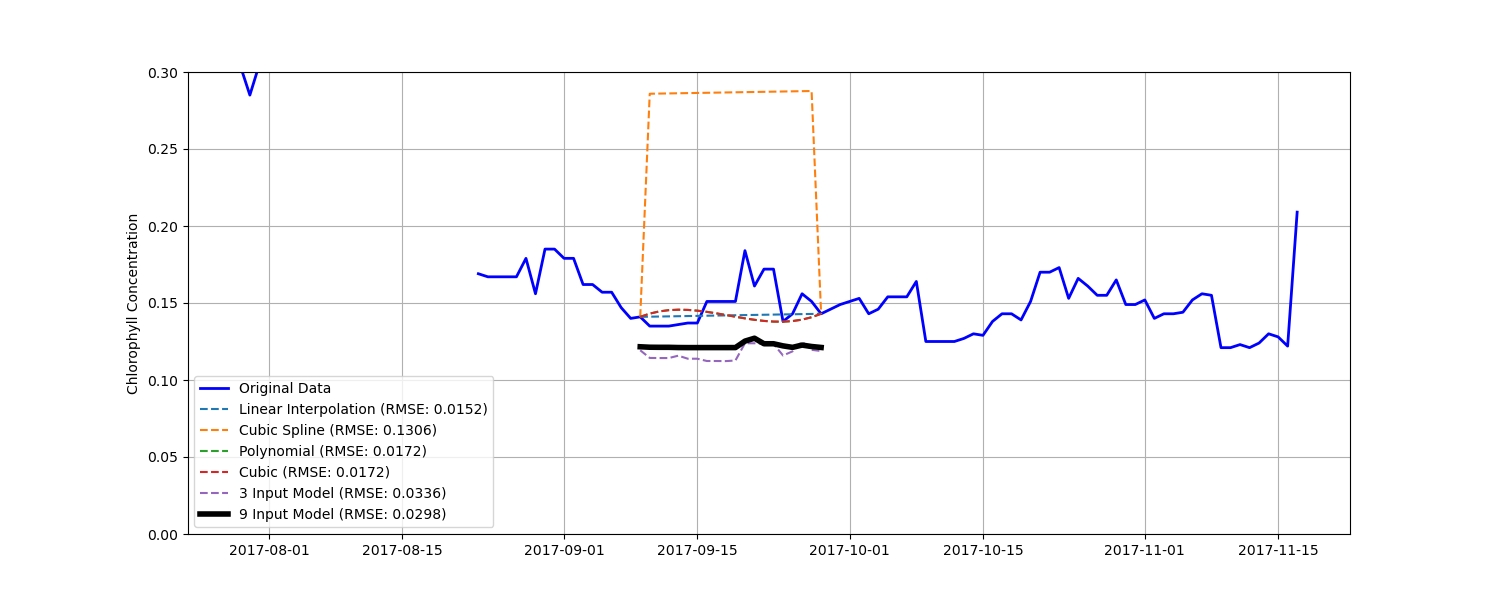 0.30
0.25
0.20
0.15
0.10
0.05
0.00
Chlorophyll Concentration
Original Data
Linear Interpolation (RMSE: 0.0152)
Cubic Spline (RMSE: 0.1306)
Polynomial (RMSE: 0.0172)
Cubic (RMSE: 0.0172)
3 Input Model (RMSE: 0.0336)
9 Input Model (RMSE: 0.0298)
2017-08-01 2017-08-15 2017-09-01 2017-09-15 2017-10-01 2017-10-15 2017-11-01 2017-11-15